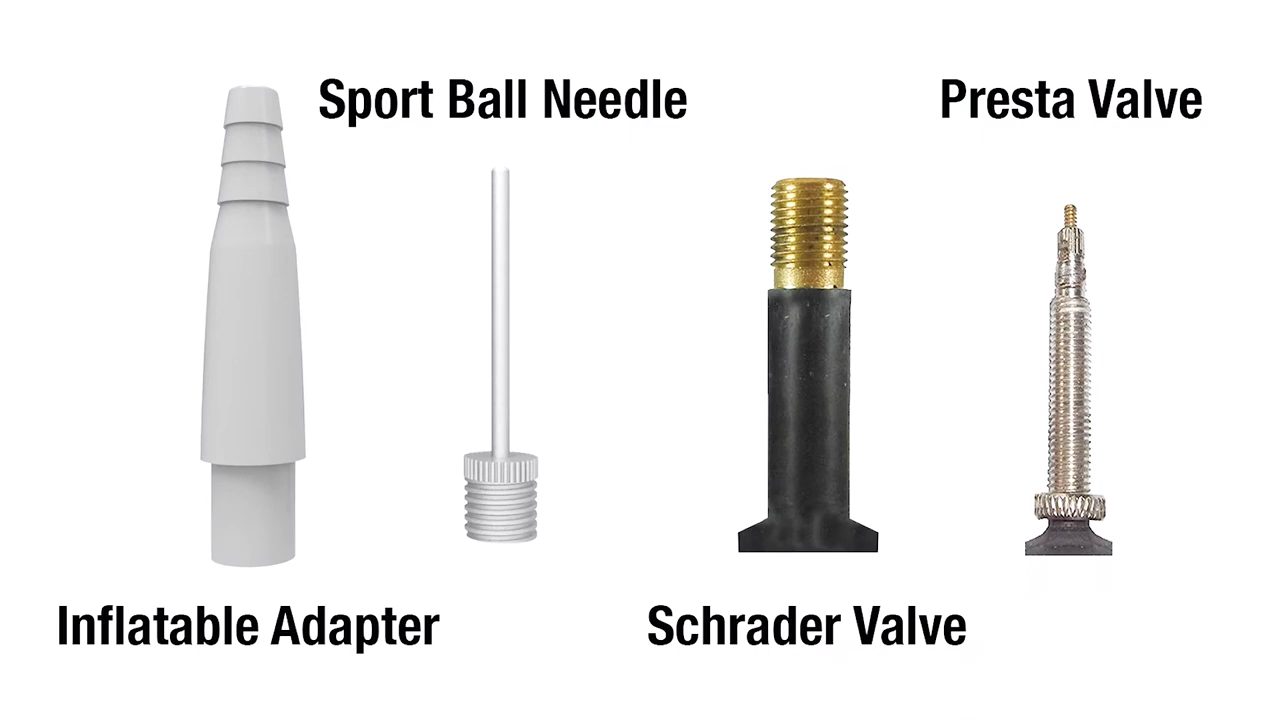 Sport Ball Needle
Presta Valve
Inflatable Adapter
Schrader Valve